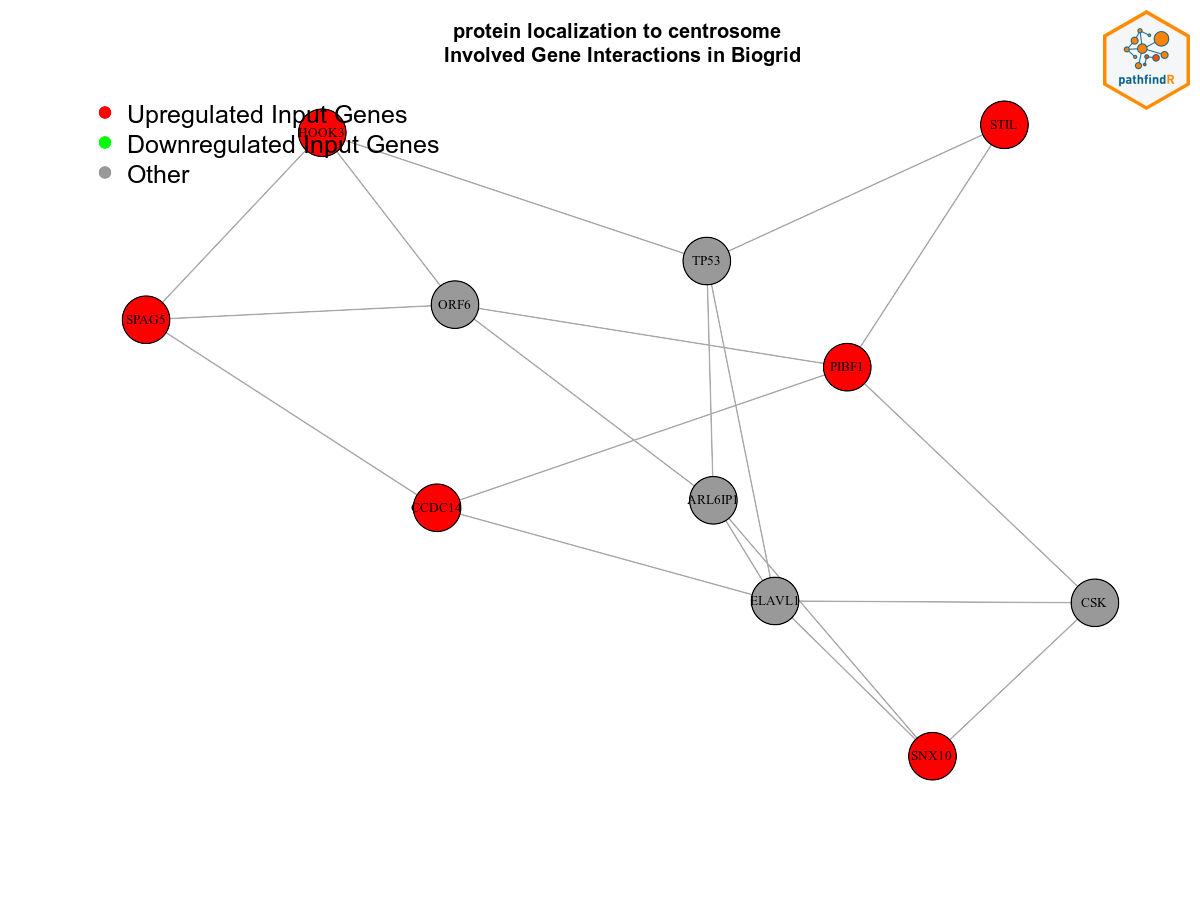 protein localization to centrosome
Involved Gene Interactions in Biogrid
pathfindR
Upregulated Input Genes
HOOK3
Downregulated Input Genes
Other
STIL
TP53
ORF6
SPAG5
PIBF1
ARL6IP1
CCDC14
ELAVL1
CSK
SNX10